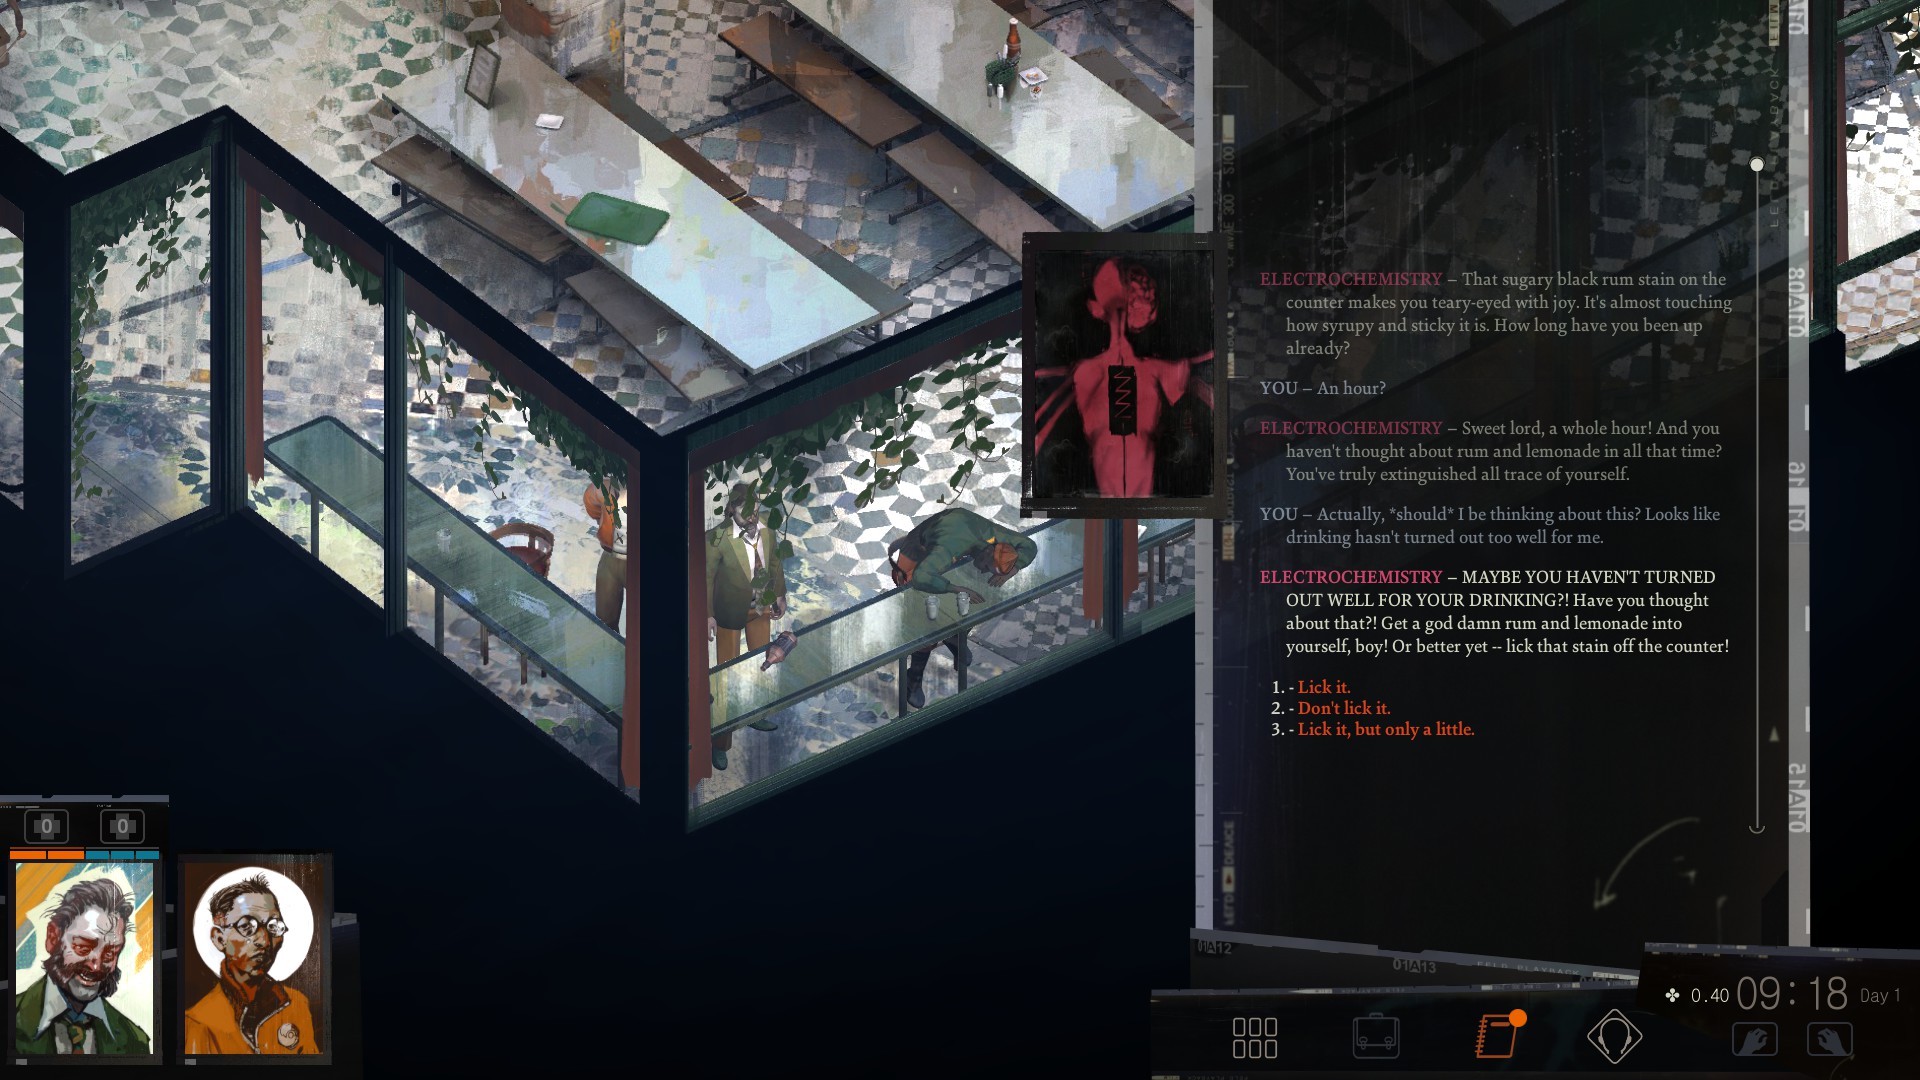 ELECTROCHEMISTRY – That sugary black rum stain on the
counter makes you teary-eyed with joy. It's almost touching
how syrupy and sticky it is. How long have you been up
already?
YOU – An hour?
ELECTROCHEMISTRY – Sweet lord, a whole hour! And you
haven't thought about rum and lemonade in all that time?
You've truly extinguished all trace of yourself.
YOU – Actually, *should* I be thinking about this? Looks like
drinking hasn't turned out too well for me.
ELECTROCHEMISTRY – MAYBE YOU HAVEN'T TURNED
OUT WELL FOR YOUR DRINKING?! Have you thought
about that?! Get a god damn rum and lemonade into
yourself, boy! Or better yet -- lick that stain off the counter!
1. - Lick it.
2. - Don't lick it.
3. - Lick it, but only a little.
0 0
01A12
01A13
FELD PLAYBACK
0.40 09:18 Day 1